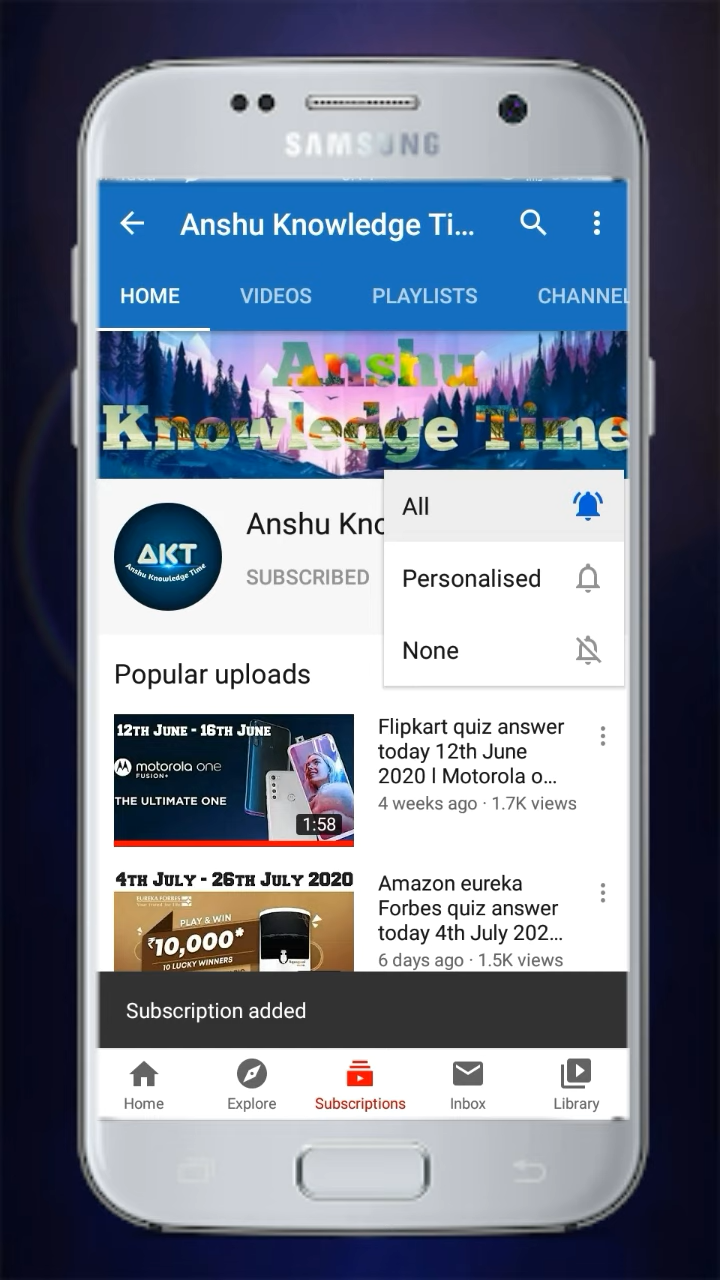 SAMSUNG
Anshu Knowledge Ti...
HOME VIDEOS PLAYLISTS CHANNEL
Anshu
Knowledge Time
All
Anshu Kno
AKT
Anshu Knowledge Time
SUBSCRIBED
Personalised
None
Popular uploads
12TH JUNE - 16TH JUNE
motorola one
FUSION+
THE ULTIMATE ONE
1:58
Flipkart quiz answer
today 12th June
2020 l Motorola o...
4 weeks ago · 1.7K views
4TH JULY - 26TH JULY 2020
EUREKA FORBES
PLAY & WIN
₹10,000*
10 LUCKY WINNERS
Amazon eureka
Forbes quiz answer
today 4th July 202...
6 days ago · 1.5K views
Subscription added
Home Explore Subscriptions Inbox Library